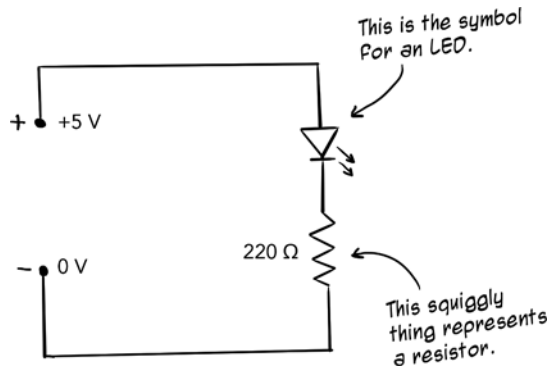 This is the symbol
for an LED.
+ +5 V
- 0 V
220 Ω
This squiggly
thing represents
a resistor.